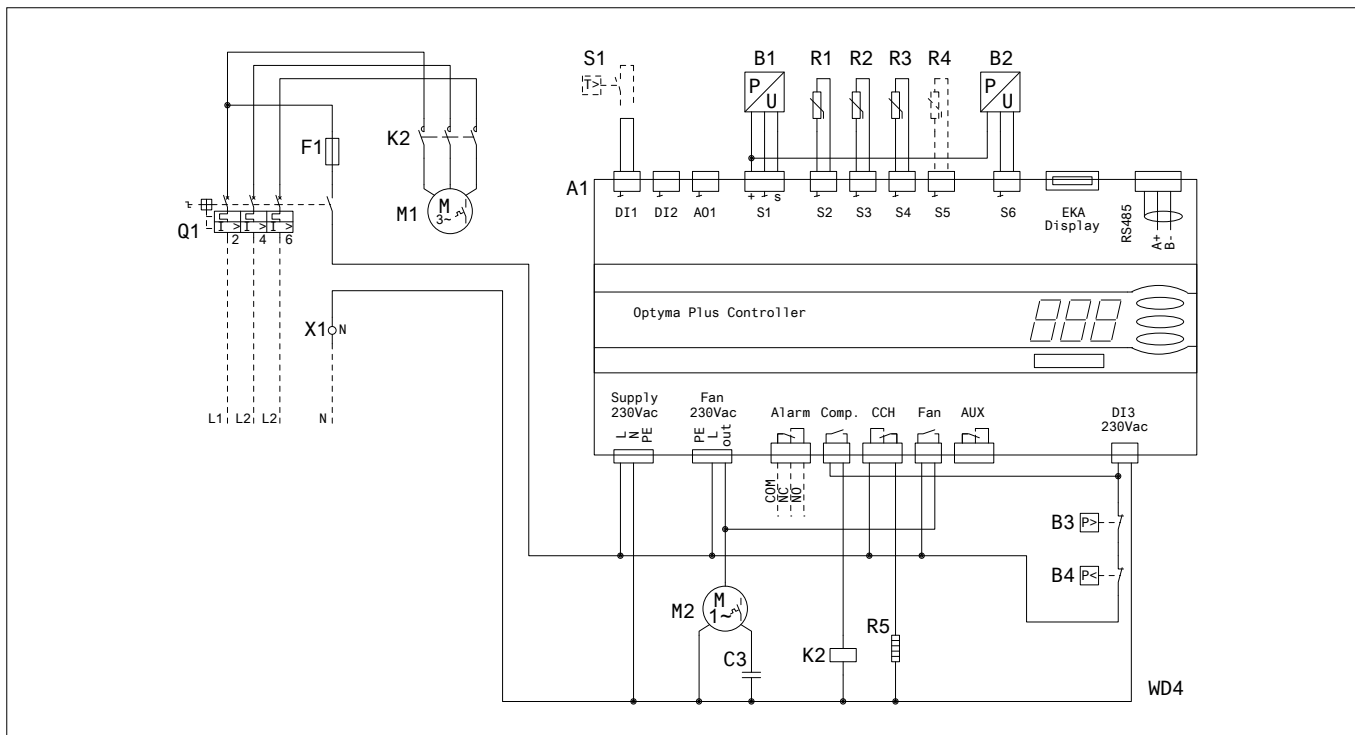 S1 B1 R1 R2 R3 R4 B2
T> P U P U
F1
K2
A1 + s
DI1 DI2 AO1 S1 S2 S3 S4 S5 S6 EKA Display RS485 A+ B-
M1 M 3~
Q1 I > I > I > 2 4 6
Optyma Plus Controller
X1 N
L1 L2 L2 N
Supply 230Vac Fan 230Vac Alarm Comp. CCH Fan AUX DI3 230Vac
L N PE PE L out
COM NC NO
B3 P>
B4 P<
M2 M 1~
R5
C3 K2
WD4